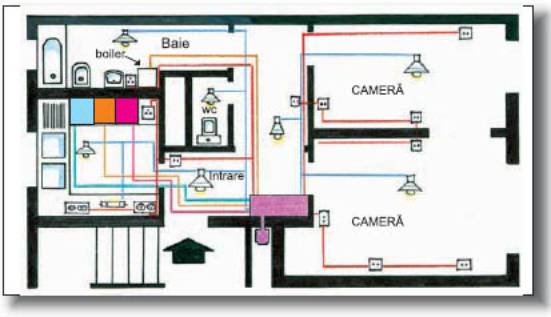 Baie
boiler
wc
CAMERĂ
Intrare
CAMERĂ